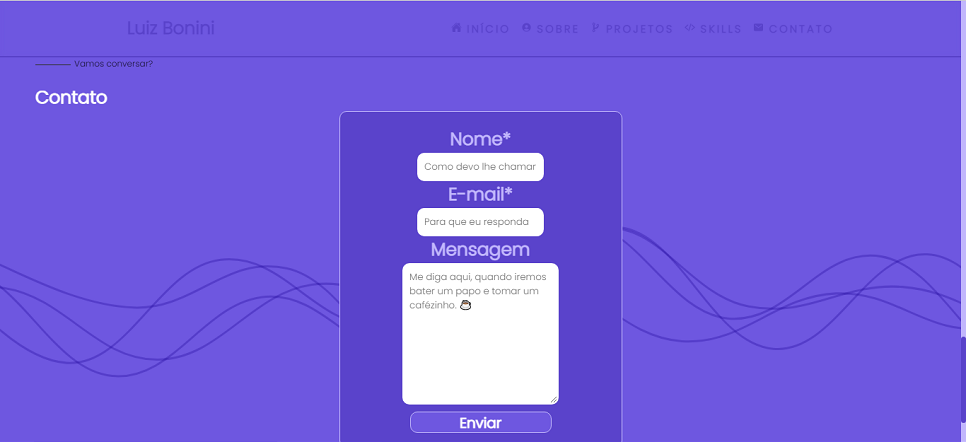 Luiz Bonini
INÍCIO SOBRE PROJETOS SKILLS CONTATO
Vamos conversar?
Contato
Nome*
Como devo lhe chamar
E-mail*
Para que eu responda
Mensagem
Me diga aqui, quando iremos
bater um papo e tomar um
cafézinho. ☕
Enviar